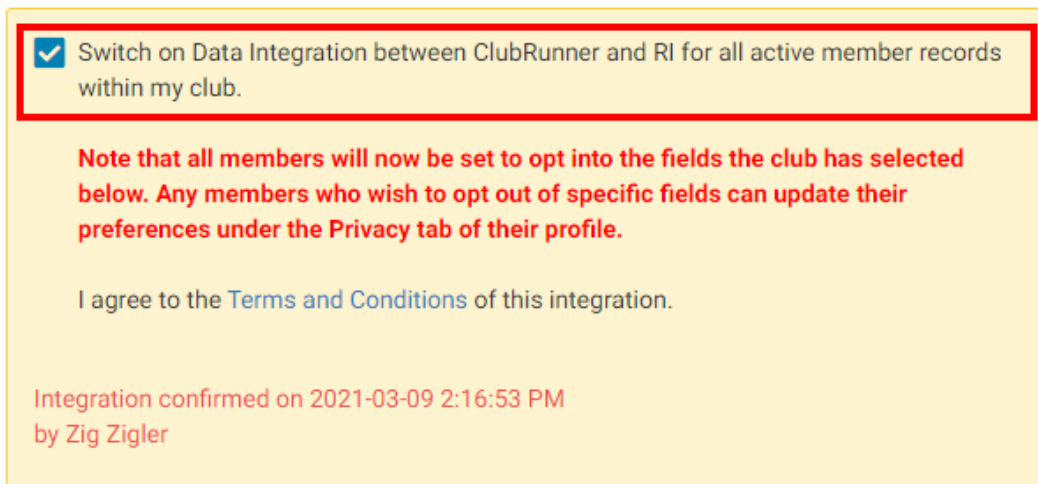 Switch on Data Integration between ClubRunner and RI for all active member records
within my club.
Note that all members will now be set to opt into the fields the club has selected
below. Any members who wish to opt out of specific fields can update their
preferences under the Privacy tab of their profile.
I agree to the Terms and Conditions of this integration.
Integration confirmed on 2021-03-09 2:16:53 PM
by Zig Zigler